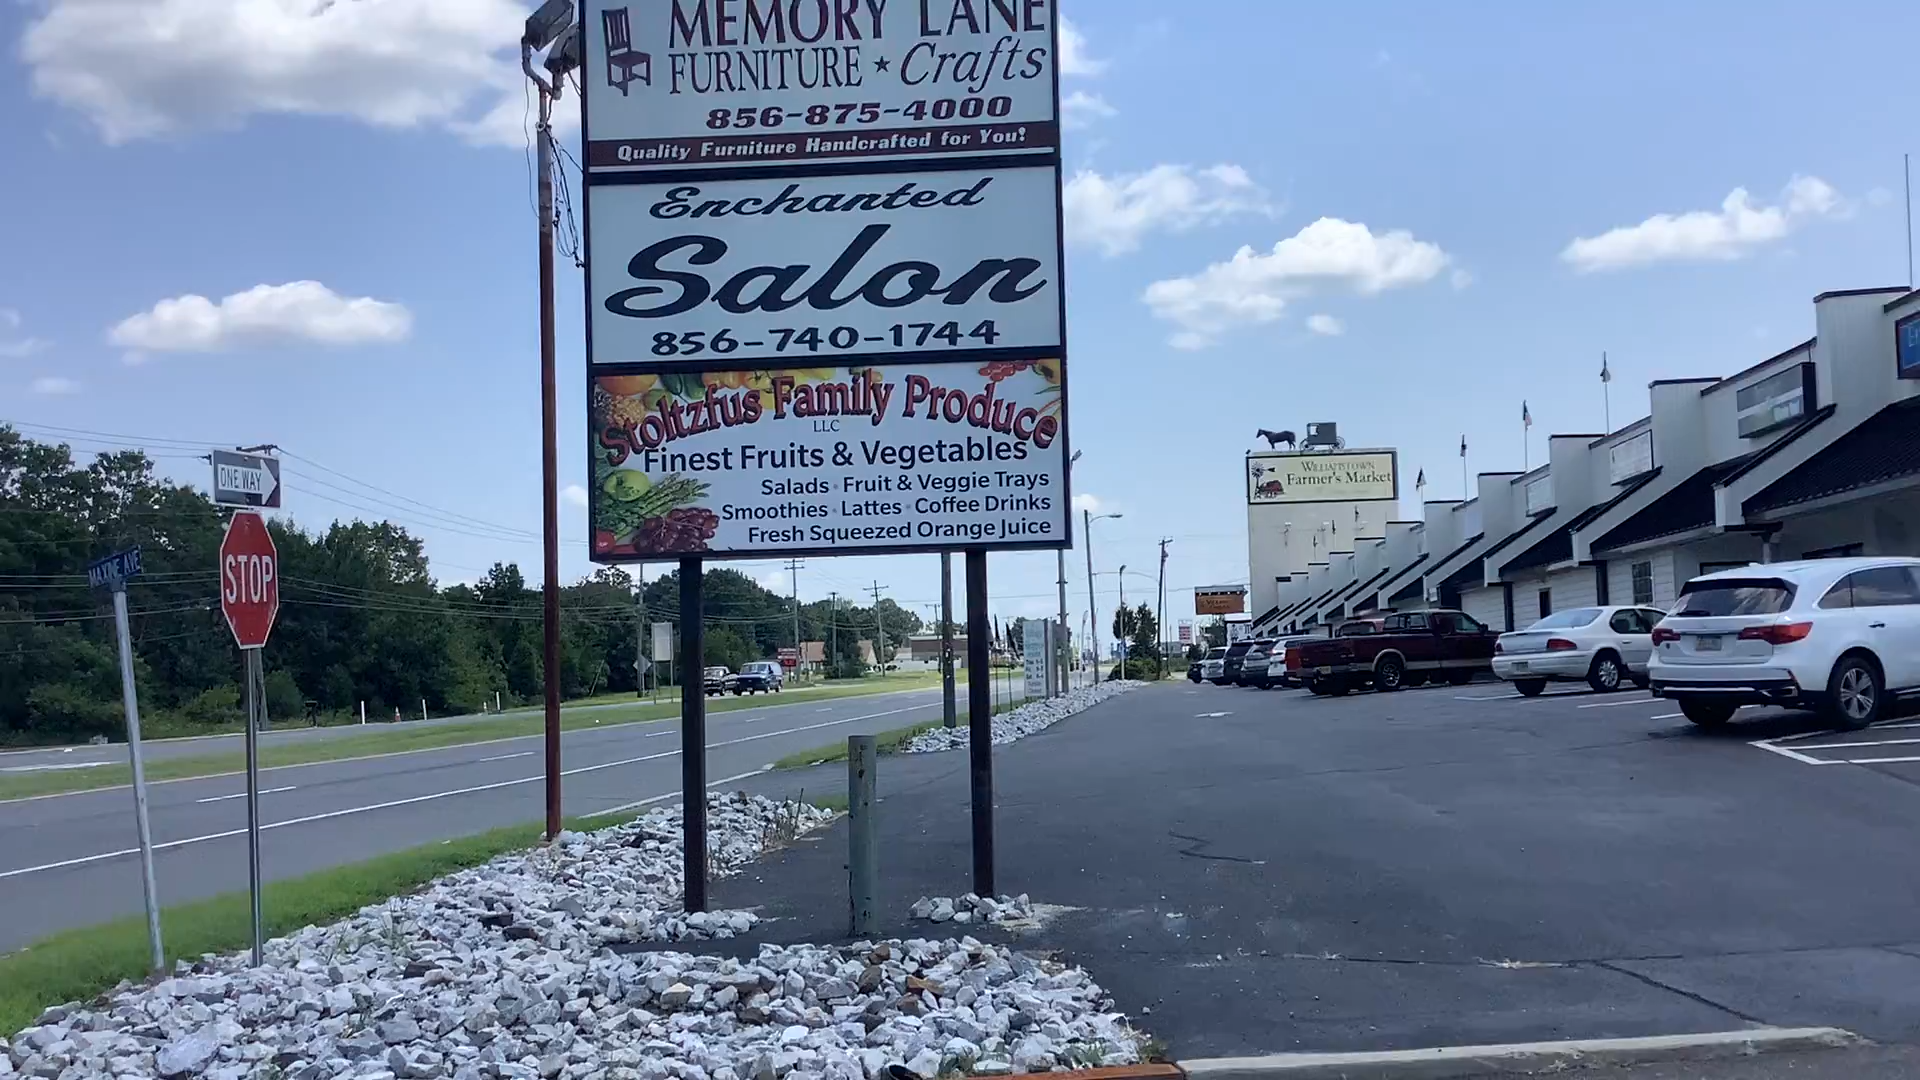 MEMORY LANE
FURNITURE ★ Crafts
856-875-4000
Quality Furniture Handcrafted for You!
Enchanted
Salon
856-740-1744
Stoltzfus Family Produce
LLC
Finest Fruits & Vegetables
Salads • Fruit & Veggie Trays
Smoothies • Lattes • Coffee Drinks
Fresh Squeezed Orange Juice
ONE WAY
STOP
MAXINE AVE
WILLIAMSTOWN
Farmer's Market